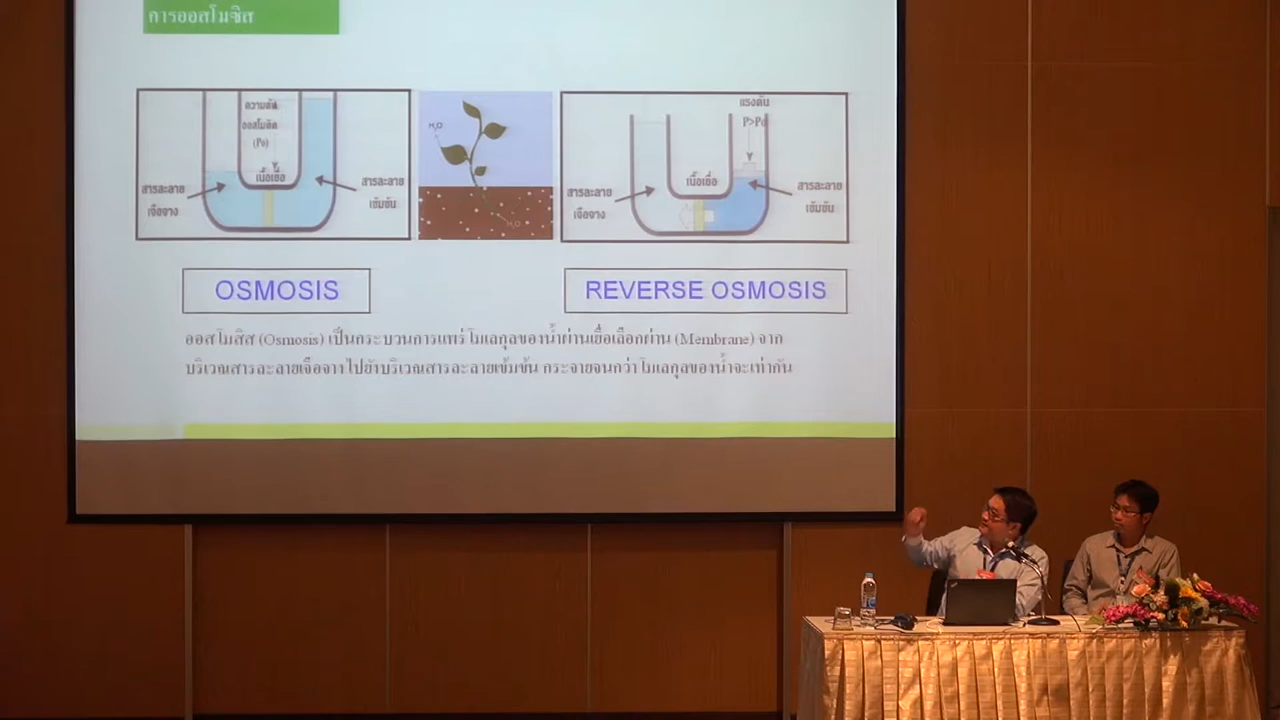 การออสโมซิส
ความดัน
ออสโมติค
(Po)
เนื้อเยื่อ
สารละลาย
เจือจาง
สารละลาย
เข้มข้น
H₂O
H₂O
แรงดัน
P>Po
เนื้อเยื่อ
สารละลาย
เจือจาง
สารละลาย
เข้มข้น
OSMOSIS
REVERSE OSMOSIS
ออสโมสิส (Osmosis) เป็นกระบวนการแพร่โมเลกุลของน้ำผ่านเยื่อเลือกผ่าน (Membrane) จาก
บริเวณสารละลายเจือจางไปยังบริเวณสารละลายเข้มข้น กระจายจนกว่าโมเลกุลของน้ำจะเท่ากัน